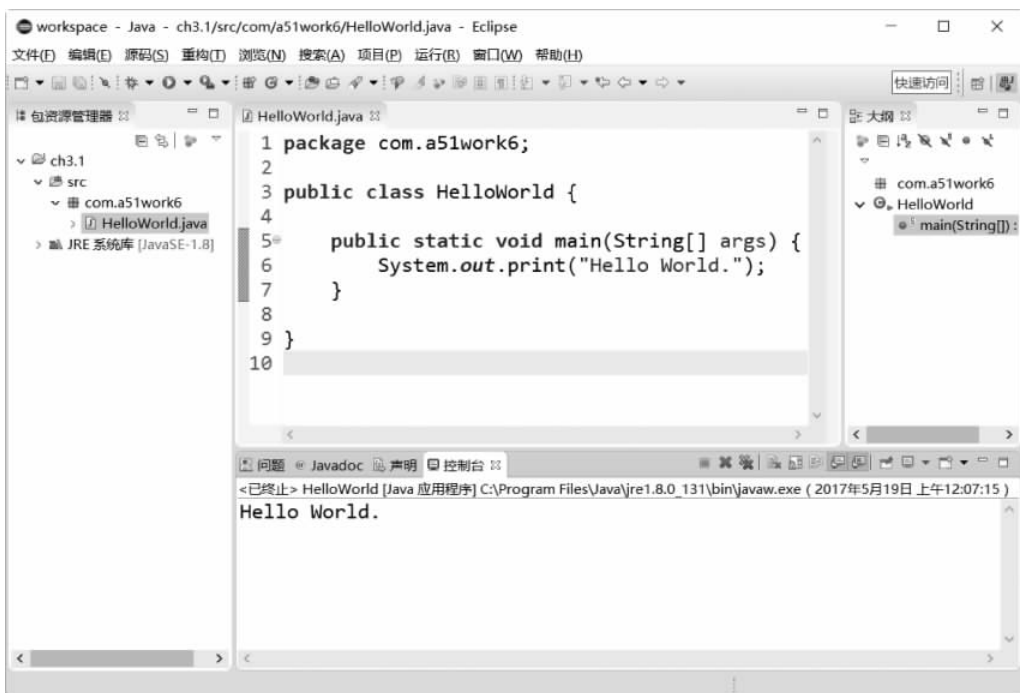 workspace - Java - ch3.1/src/com/a51work6/HelloWorld.java - Eclipse
文件(F) 编辑(E) 源码(S) 重构(T) 浏览(N) 搜索(A) 项目(P) 运行(R) 窗口(W) 帮助(H)
快速访问
包资源管理器
ch3.1
src
com.a51work6
HelloWorld.java
JRE 系统库 [JavaSE-1.8]
HelloWorld.java
1 package com.a51work6;
2
3 public class HelloWorld {
4
5 public static void main(String[] args) {
6 System.out.print("Hello World.");
7 }
8
9 }
10
大纲
com.a51work6
HelloWorld
main(String[]) :
问题 @ Javadoc 声明 控制台
<已终止> HelloWorld [Java 应用程序] C:\Program Files\Java\jre1.8.0_131\bin\javaw.exe ( 2017年5月19日 上午12:07:15 )
Hello World.